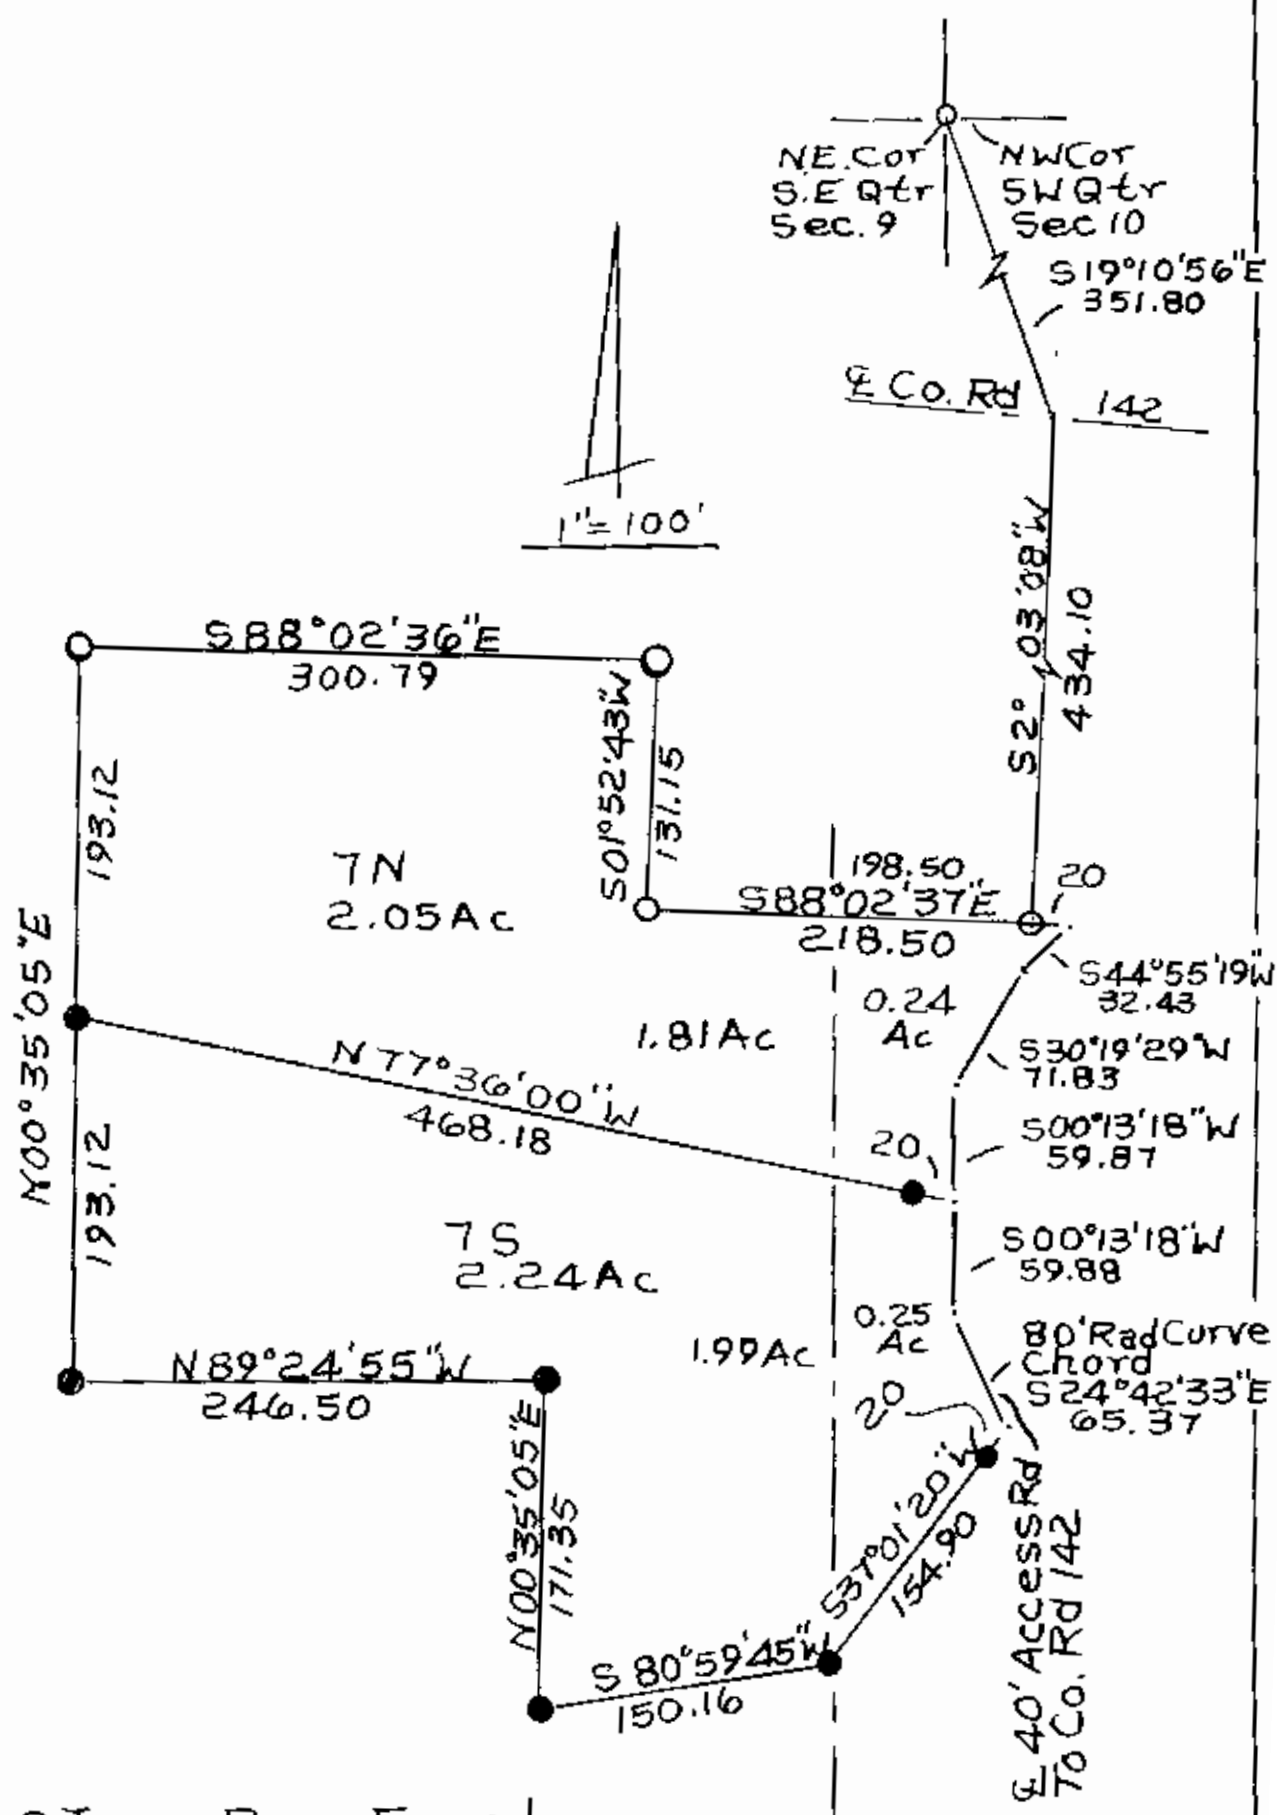 N.E. Cor
S.E Qtr
Sec. 9
NW Cor
SW Qtr
Sec 10
S19°10'56"E
351.80
℄ Co. Rd 142
1"=100'
S2°03'08"W
434.10
S88°02'36"E
300.79
S01°52'43"W
131.15
193.12
7N
2.05Ac
198.50
S88°02'37"E
218.50
20
S44°55'19"W
32.43
0.24
Ac
1.81Ac
S30°19'29"W
71.83
N00°35'05"E
N77°36'00"W
468.18
S00°13'18"W
59.87
20
193.12
7S
2.24Ac
S00°13'18"W
59.88
0.25
Ac
1.99Ac
80'Rad Curve
Chord
S24°42'33"E
65.37
20
N89°24'55"W
246.50
N00°35'05"E
171.35
S37°01'20"W
154.90
S80°59'45"W
150.16
℄ 40' Access Rd
To Co. Rd 142